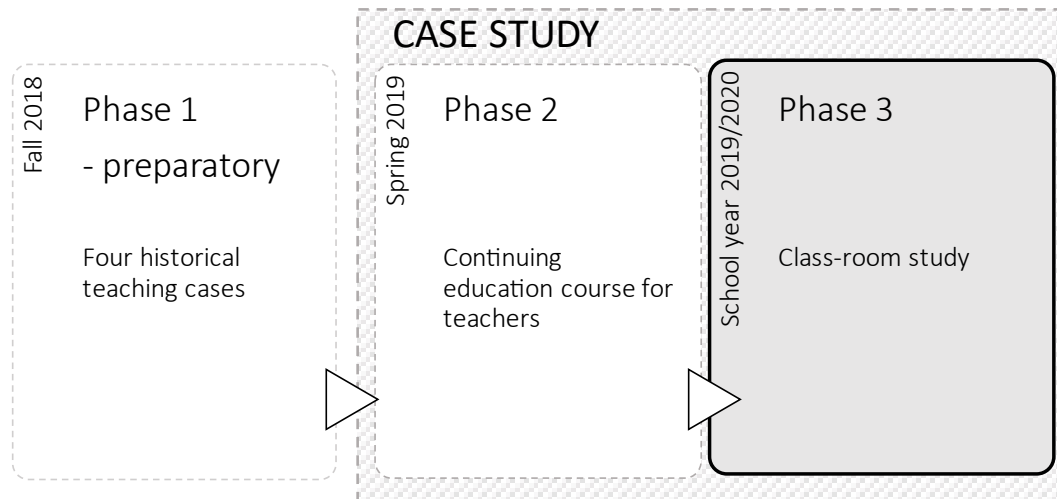 CASE STUDY
Fall 2018
Phase 1
- preparatory
Four historical
teaching cases
Spring 2019
Phase 2
Continuing
education course for
teachers
School year 2019/2020
Phase 3
Class-room study